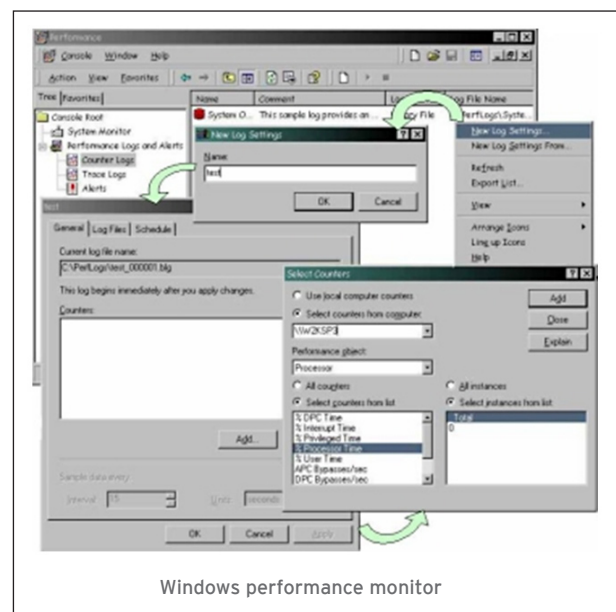 Performance
Console Window Help
Action View Favorites
Tree Favorites
Name Comment Log File Name
Console Root
System Monitor
Performance Logs and Alerts
Counter Logs
Trace Logs
Alerts
System O... This sample log provides an ... File PerfLogs\Syste...
New Log Settings
Name:
test
OK Cancel
New Log Settings...
New Log Settings From...
Refresh
Export List...
View
Arrange Icons
Line up Icons
Help
test
General Log Files Schedule
Current log file name:
C:\PerfLogs\test_000001.blg
This log begins immediately after you apply changes.
Counters:
Add...
Sample data every:
Interval: 15 Units: seconds
OK Cancel Apply
Select Counters
Use local computer counters
Select counters from computer:
\\W2KSP3
Performance object:
Processor
All counters
Select counters from list
% DPC Time
% Interrupt Time
% Privileged Time
% Processor Time
% User Time
APC Bypasses/sec
DPC Bypasses/sec
All instances
Select instances from list:
_Total
0
Add
Close
Explain
Windows performance monitor